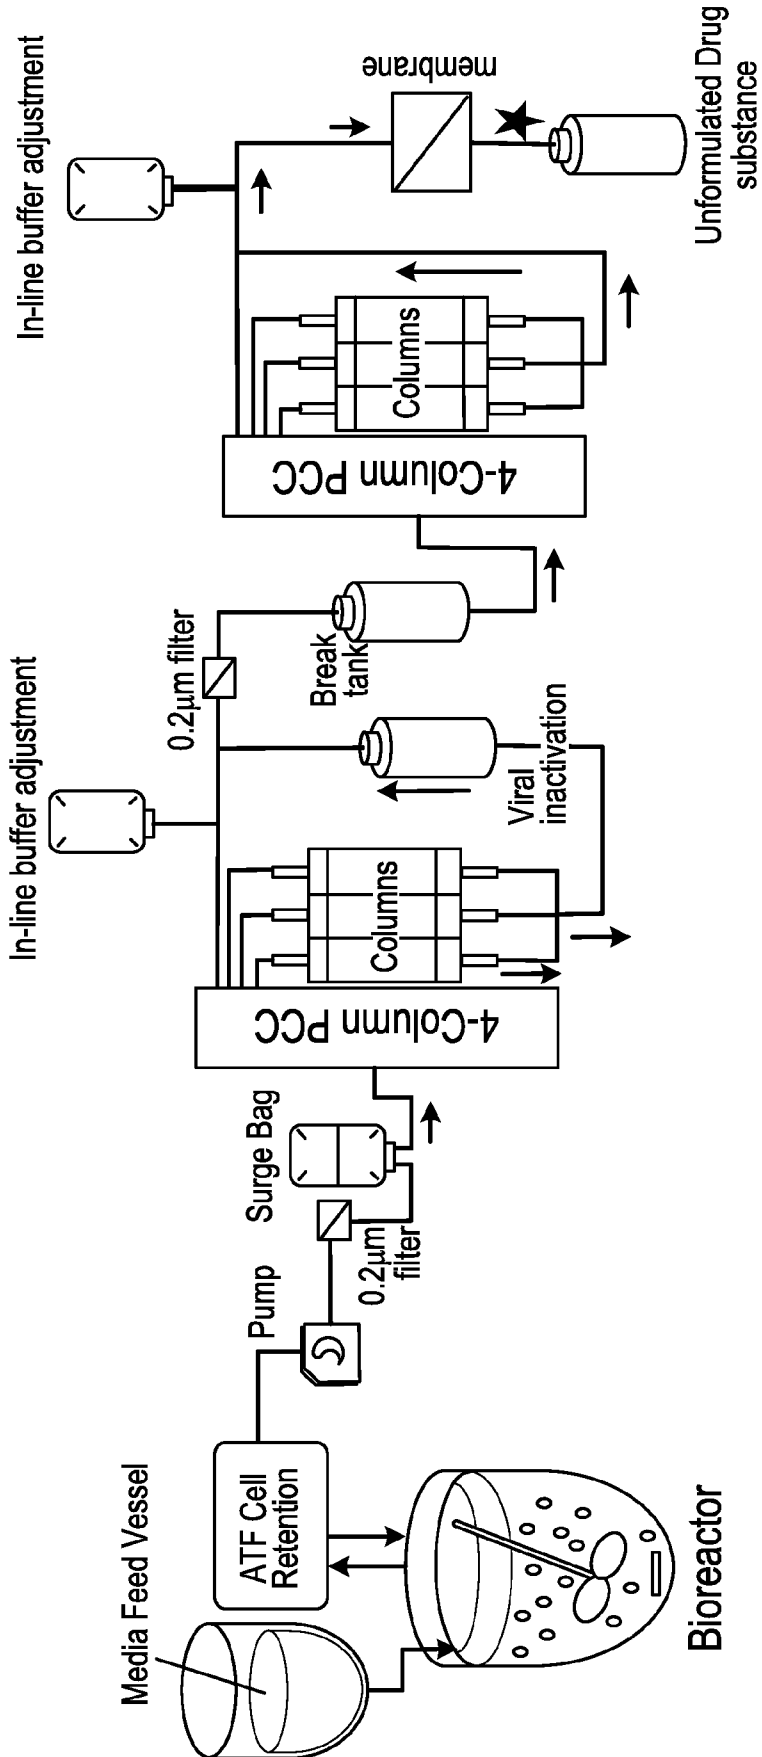 Media Feed Vessel
ATF Cell
Retention
Bioreactor
Pump
0.2µm
filter
Surge Bag
4-Column PCC
Columns
In-line buffer adjustment
Viral
inactivation
0.2µm filter
Break
tank
4-Column PCC
Columns
In-line buffer adjustment
membrane
Unformulated Drug
substance